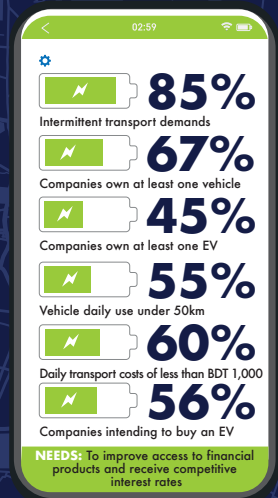 02:59
85%
Intermittent transport demands
67%
Companies own at least one vehicle
45%
Companies own at least one EV
55%
Vehicle daily use under 50km
60%
Daily transport costs of less than BDT 1,000
56%
Companies intending to buy an EV
NEEDS: To improve access to financial
products and receive competitive
interest rates